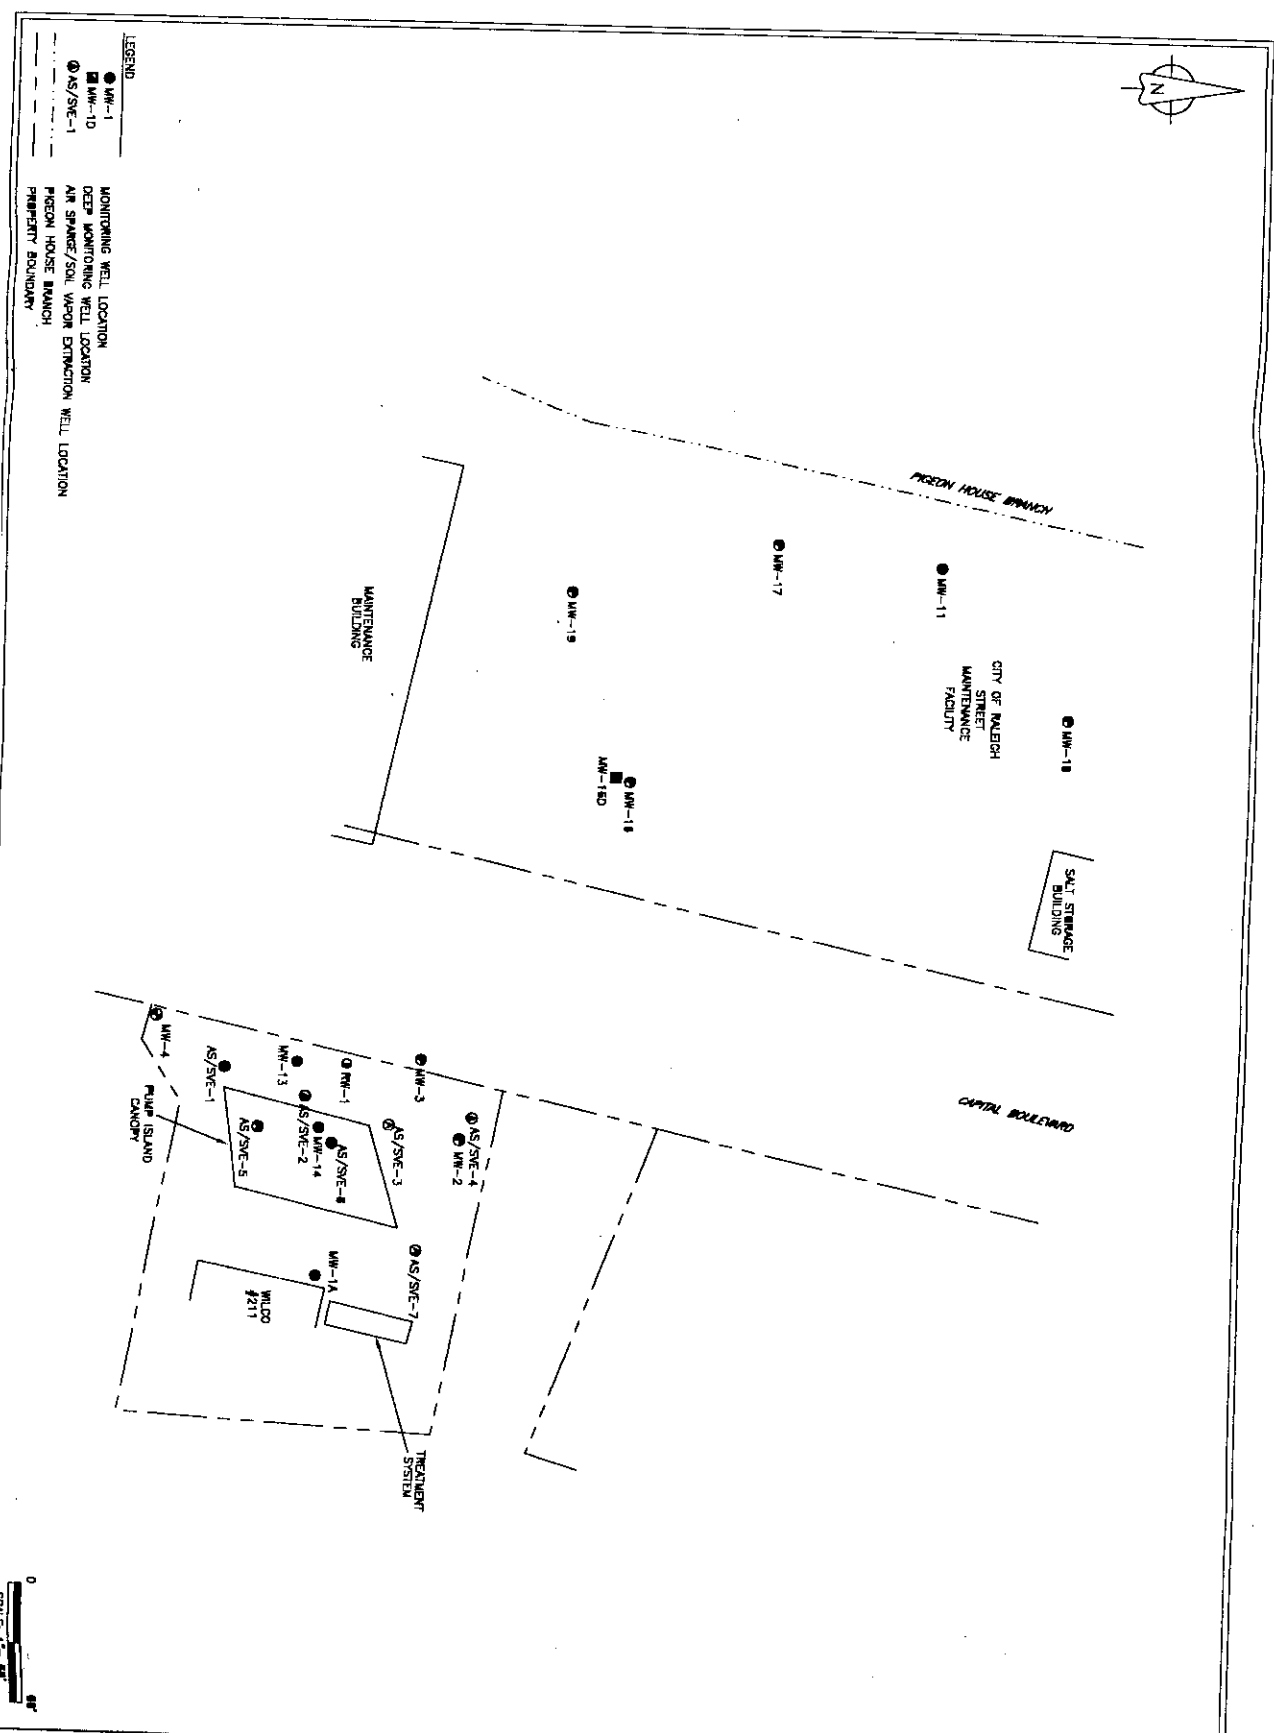 N
LEGEND
MW-1
MONITORING WELL LOCATION
MW-1D
DEEP MONITORING WELL LOCATION
AS/SVE-1
AIR SPARGE/SOIL VAPOR EXTRACTION WELL LOCATION
PIGEON HOUSE BRANCH
PROPERTY BOUNDARY
PIGEON HOUSE BRANCH
MW-11
MW-17
MW-19
CITY OF RALEIGH
STREET
MAINTENANCE
FACILITY
MW-18
MAINTENANCE
BUILDING
MW-16
MW-16D
SALT STORAGE
BUILDING
CAPITAL BOULEVARD
MW-4
AS/SVE-1
MW-13
RW-1
MW-3
AS/SVE-4
MW-2
AS/SVE-3
AS/SVE-2
MW-14
AS/SVE-6
AS/SVE-5
PUMP ISLAND
CANOPY
AS/SVE-7
MW-1A
WILCO
#211
TREATMENT
SYSTEM
0
60'